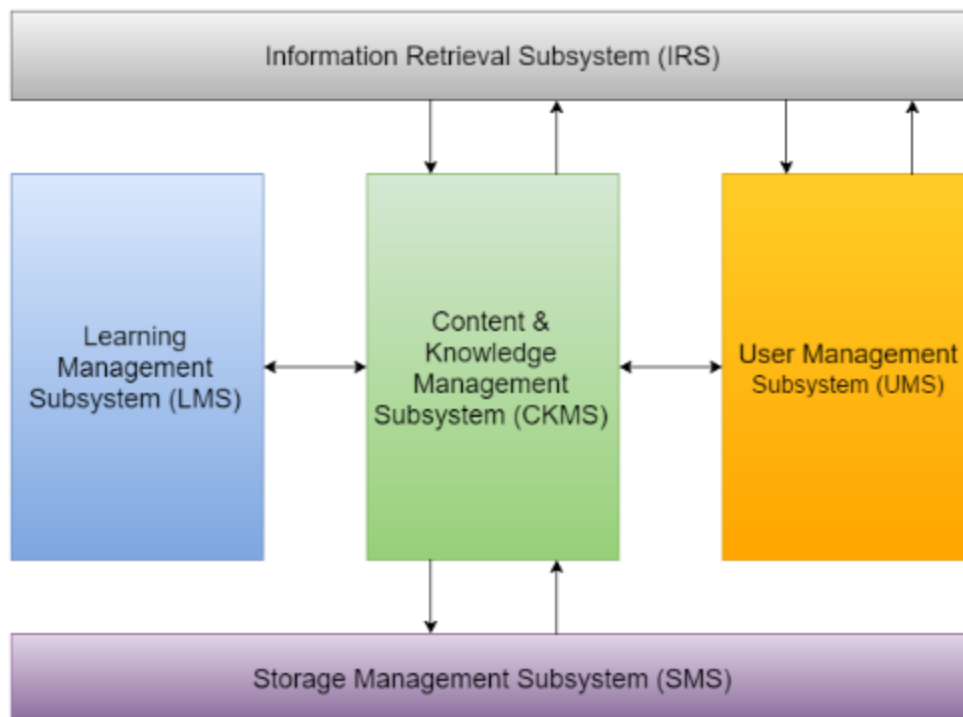 Information Retrieval Subsystem (IRS)
Learning
Management
Subsystem (LMS)
Content &
Knowledge
Management
Subsystem (CKMS)
User Management
Subsystem (UMS)
Storage Management Subsystem (SMS)